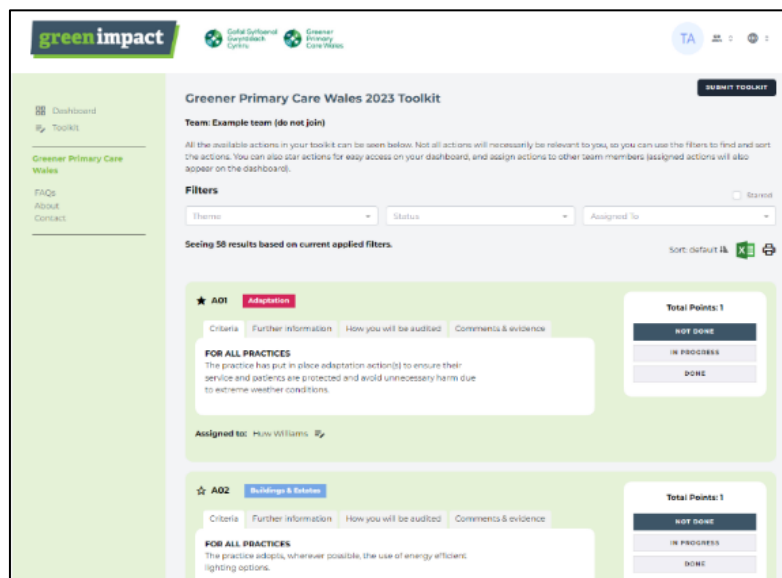 greenimpact
Gofal Sylfaenol
Gwyrddach
Cymru
Greener
Primary
Care Wales
TA
SUBMIT TOOLKIT
Dashboard
Toolkit
Greener Primary Care
Wales
FAQs
About
Contact
Greener Primary Care Wales 2023 Toolkit
Team: Example team (do not join)
All the available actions in your toolkit can be seen below. Not all actions will necessarily be relevant to you, so you can use the filters to find and sort
the actions. You can also star actions for easy access on your dashboard, and assign actions to other team members (assigned actions will also
appear on the dashboard).
Filters
Starred
Theme
Status
Assigned To
Seeing 58 results based on current applied filters.
Sort: default
A01
Adaptation
Criteria
Further information
How you will be audited
Comments & evidence
FOR ALL PRACTICES
The practice has put in place adaptation action(s) to ensure their
service and patients are protected and avoid unnecessary harm due
to extreme weather conditions.
Assigned to: Huw Williams
Total Points: 1
NOT DONE
IN PROGRESS
DONE
A02
Buildings & Estates
Criteria
Further information
How you will be audited
Comments & evidence
FOR ALL PRACTICES
The practice adopts, wherever possible, the use of energy efficient
lighting options.
Total Points: 1
NOT DONE
IN PROGRESS
DONE